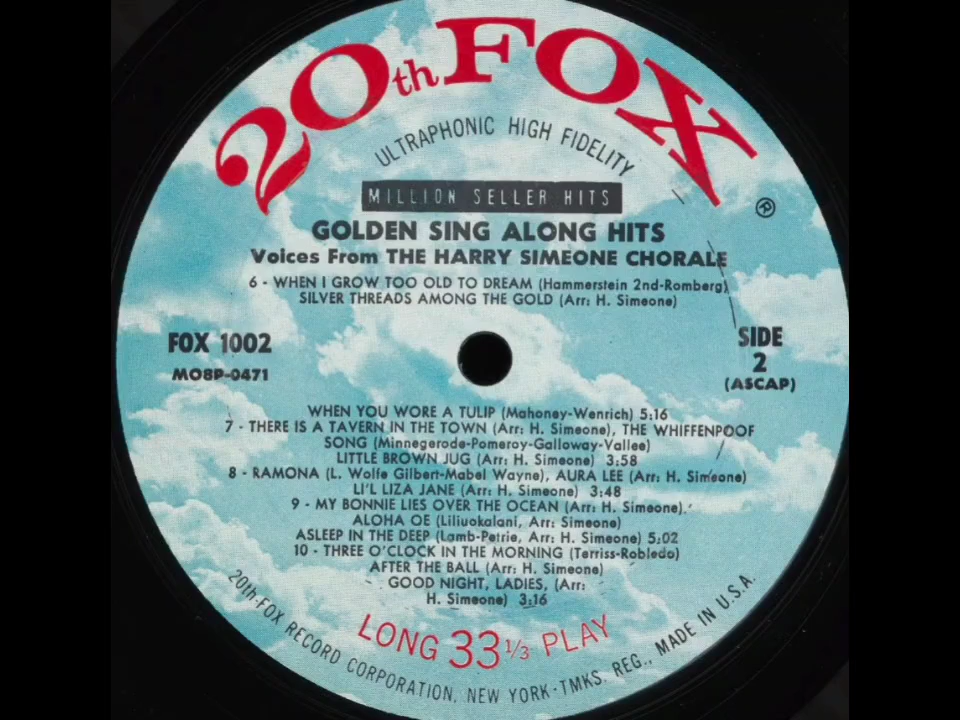 20th FOX
®
ULTRAPHONIC HIGH FIDELITY
MILLION SELLER HITS
GOLDEN SING ALONG HITS
Voices From THE HARRY SIMEONE CHORALE
6 - WHEN I GROW TOO OLD TO DREAM (Hammerstein 2nd-Romberg)
SILVER THREADS AMONG THE GOLD (Arr: H. Simeone)
FOX 1002
MO8P-0471
SIDE
2
(ASCAP)
WHEN YOU WORE A TULIP (Mahoney-Wenrich) 5:16
7 - THERE IS A TAVERN IN THE TOWN (Arr: H. Simeone), THE WHIFFENPOOF
SONG (Minnegerode-Pomeroy-Galloway-Vallee)
LITTLE BROWN JUG (Arr: H. Simeone) 3:58
8 - RAMONA (L. Wolfe Gilbert-Mabel Wayne), AURA LEE (Arr: H. Simeone)
LI'L LIZA JANE (Arr: H. Simeone) 3:48
9 - MY BONNIE LIES OVER THE OCEAN (Arr: H. Simeone).
ALOHA OE (Liliuokalani, Arr: Simeone)
ASLEEP IN THE DEEP (Lamb-Petrie, Arr: Simeone) 5:02
10 - THREE O'CLOCK IN THE MORNING (Terriss-Robledo)
AFTER THE BALL (Arr: H. Simeone)
GOOD NIGHT, LADIES, (Arr:
H. Simeone) 3:16
LONG 33 1/3 PLAY
20th-FOX RECORD CORPORATION, NEW YORK · TMKS. REG., MADE IN U.S.A.